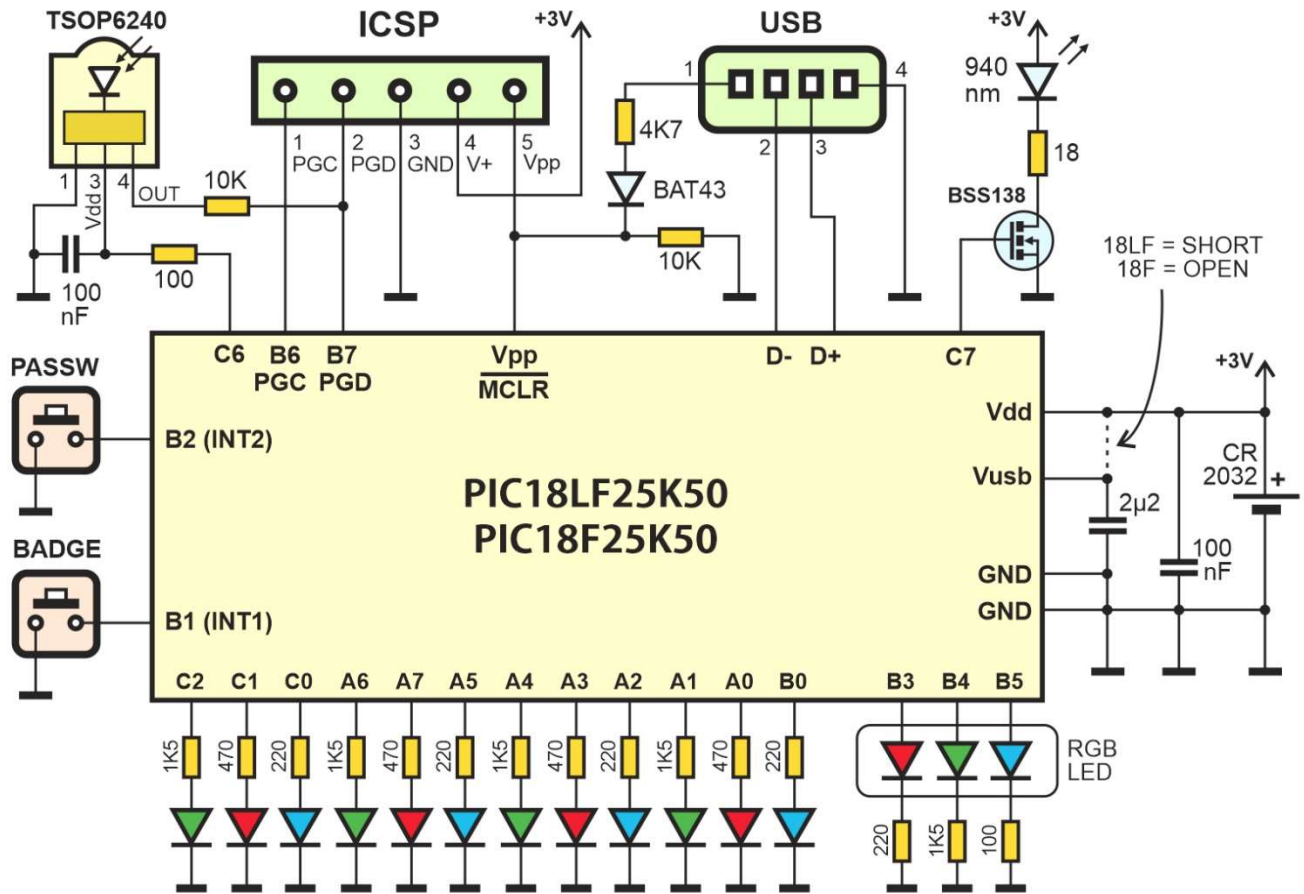 TSOP6240
ICSP
+3V
USB
+3V
1
4
940
nm
4K7
18
1
PGC
2
PGD
3
GND
4
V+
5
Vpp
2
3
1
3
4
Vdd
OUT
10K
BAT43
BSS138
100
10K
100
nF
18LF = SHORT
18F = OPEN
C6
B6
PGC
B7
PGD
Vpp
MCLR
D-
D+
C7
PASSW
+3V
B2 (INT2)
Vdd
CR
2032
+
Vusb
PIC18LF25K50
PIC18F25K50
2µ2
BADGE
100
nF
GND
GND
B1 (INT1)
C2 C1 C0 A6 A7 A5 A4 A3 A2 A1 A0 B0 B3 B4 B5
1K5 470 220 1K5 470 220 1K5 470 220 1K5 470 220
RGB
LED
220 1K5 100